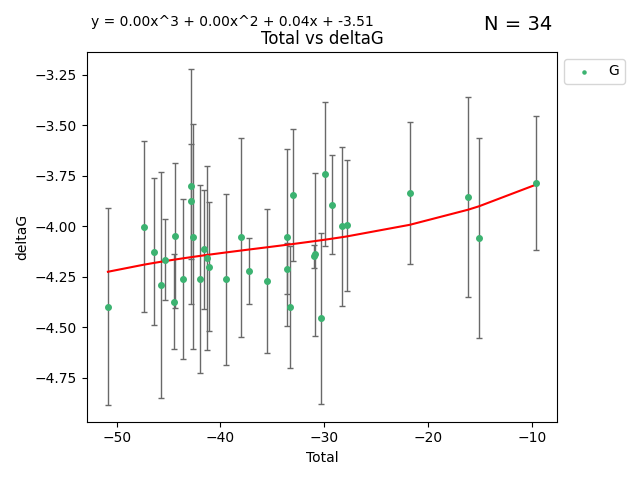 y = 0.00x^3 + 0.00x^2 + 0.04x + -3.51
N = 34
Total vs deltaG
G
−3.25
−3.50
−3.75
−4.00
−4.25
−4.50
−4.75
deltaG
−50
−40
−30
−20
−10
Total